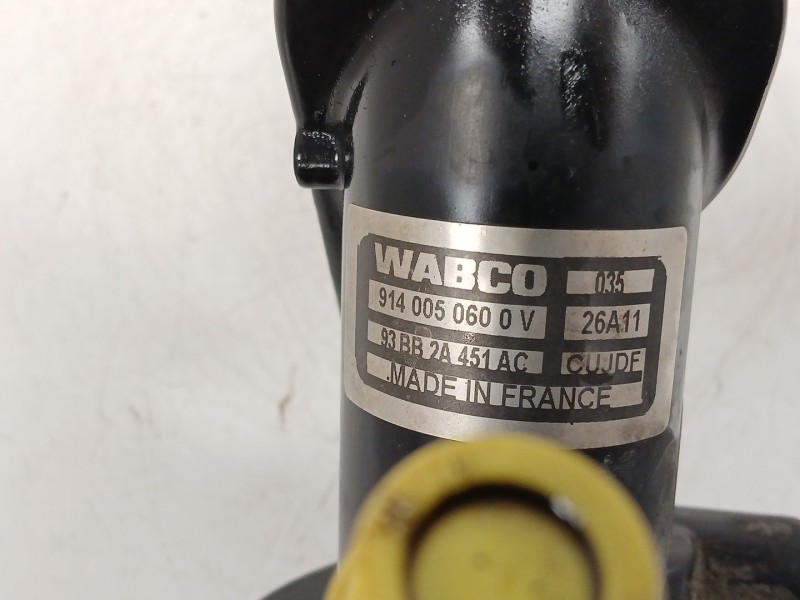 WABCO 035
914 005 060 0 V 26A11
93 BB 2A 451 AC CUJDF
.MADE IN FRANCE